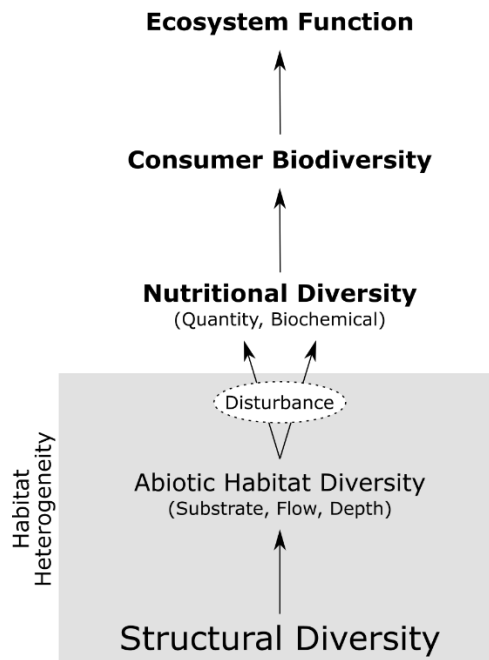 Ecosystem Function
Consumer Biodiversity
Nutritional Diversity
(Quantity, Biochemical)
Disturbance
Habitat
Heterogeneity
Abiotic Habitat Diversity
(Substrate, Flow, Depth)
Structural Diversity